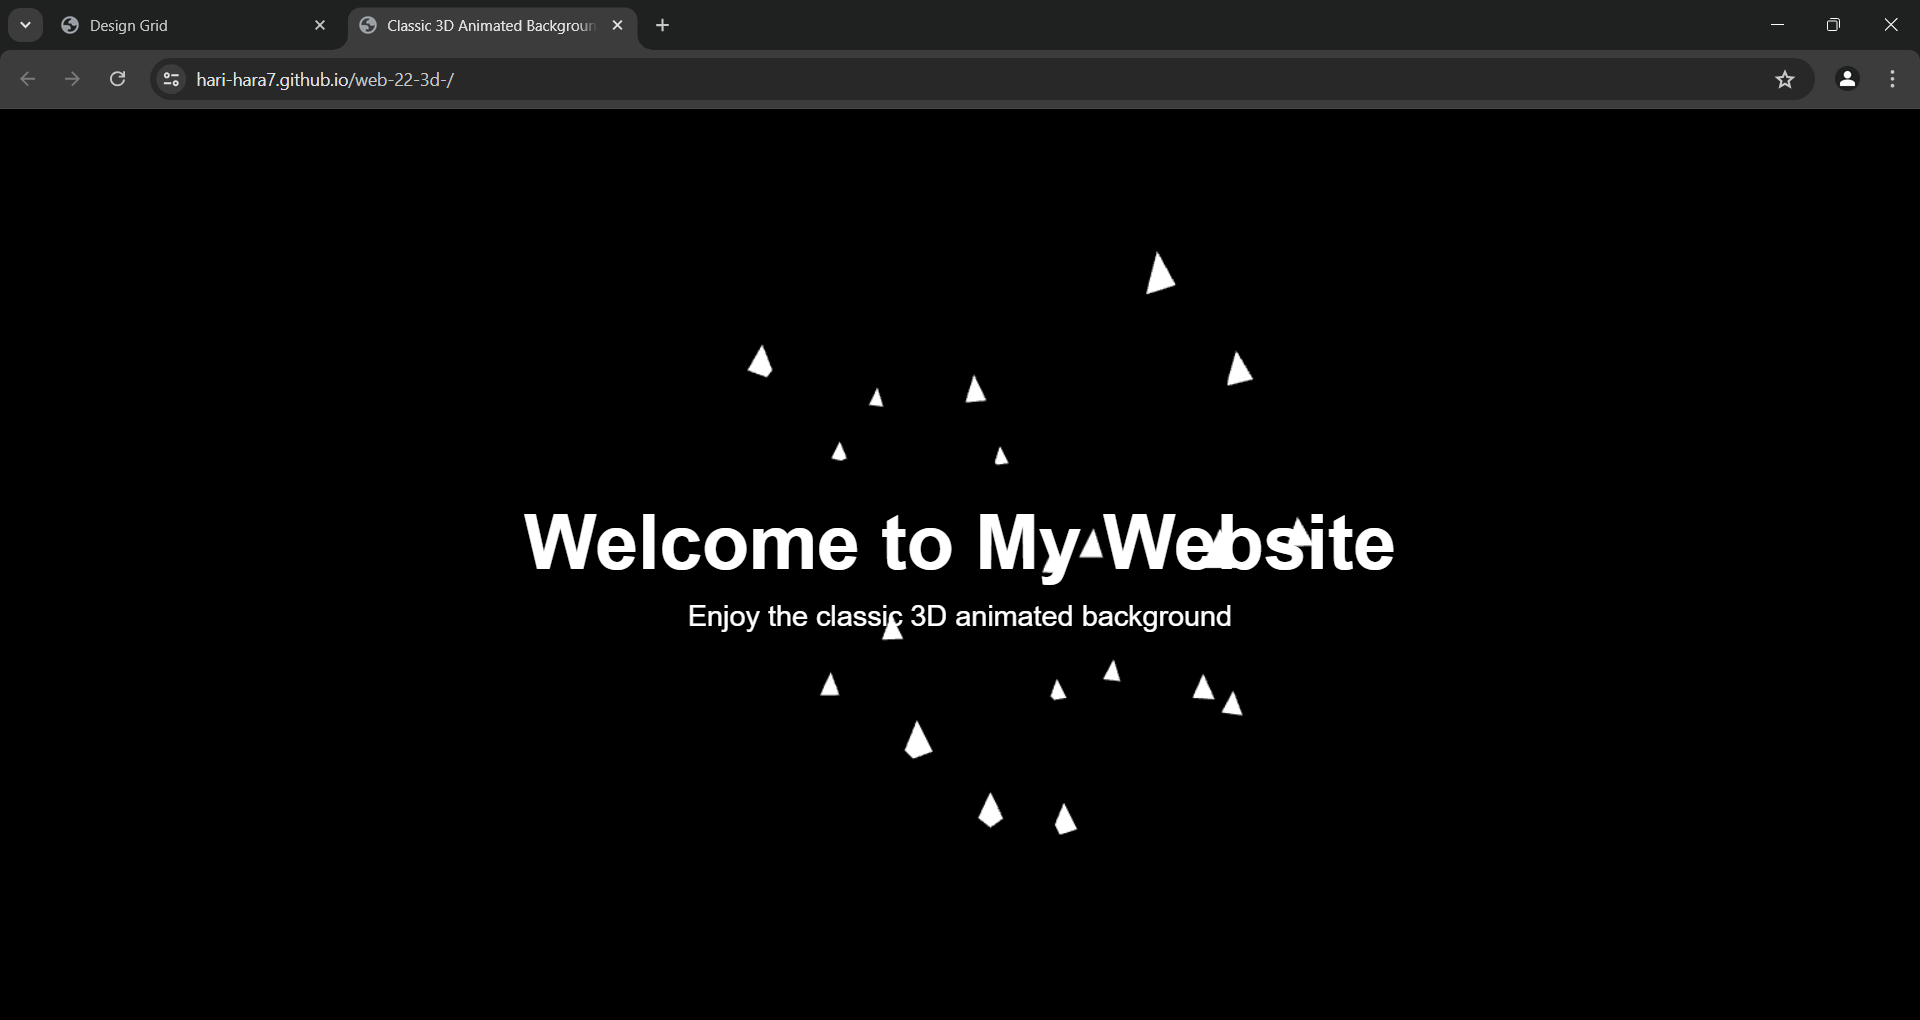 Design Grid
Classic 3D Animated Backgroun
hari-hara7.github.io/web-22-3d-/
Welcome to My Website
Enjoy the classic 3D animated background